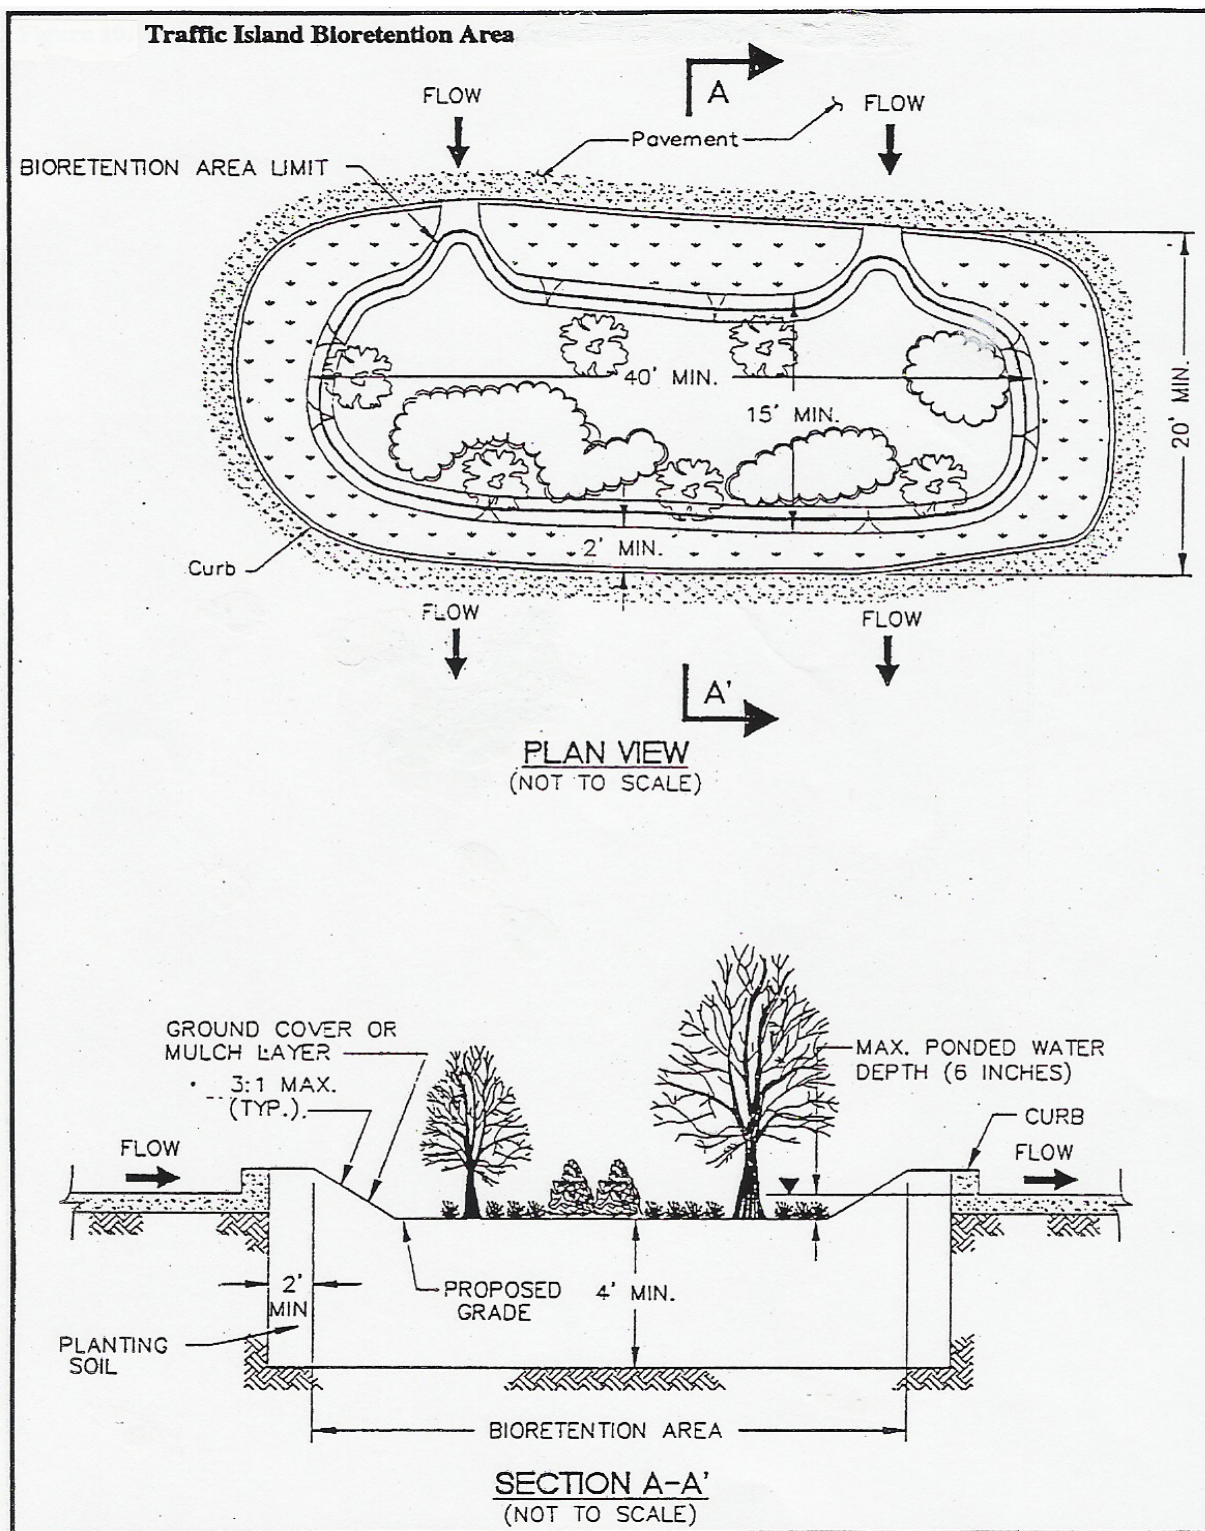 Traffic Island Bioretention Area
A
FLOW
FLOW
Pavement
BIORETENTION AREA LIMIT
40' MIN.
15' MIN.
20' MIN.
2' MIN.
Curb
FLOW
FLOW
A'
PLAN VIEW
(NOT TO SCALE)
GROUND COVER OR
MULCH LAYER
3:1 MAX.
(TYP.)
MAX. PONDED WATER
DEPTH (6 INCHES)
CURB
FLOW
FLOW
2'
MIN
PROPOSED
GRADE
4' MIN.
PLANTING
SOIL
BIORETENTION AREA
SECTION A-A'
(NOT TO SCALE)